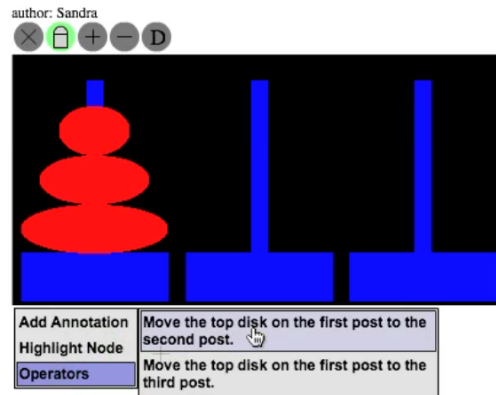 author: Sandra
D
Add Annotation
Highlight Node
Operators
Move the top disk on the first post to the
second post.
Move the top disk on the first post to the
third post.